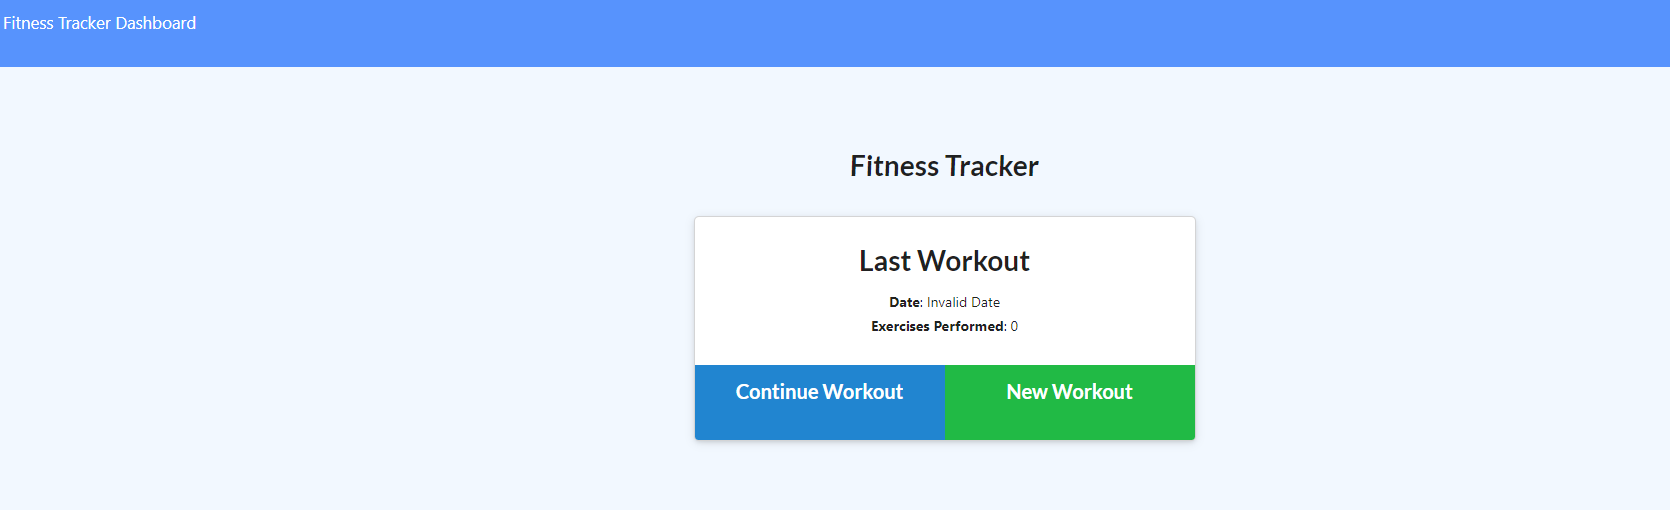 Fitness Tracker Dashboard
Fitness Tracker
Last Workout
Date: Invalid Date
Exercises Performed: 0
Continue Workout New Workout